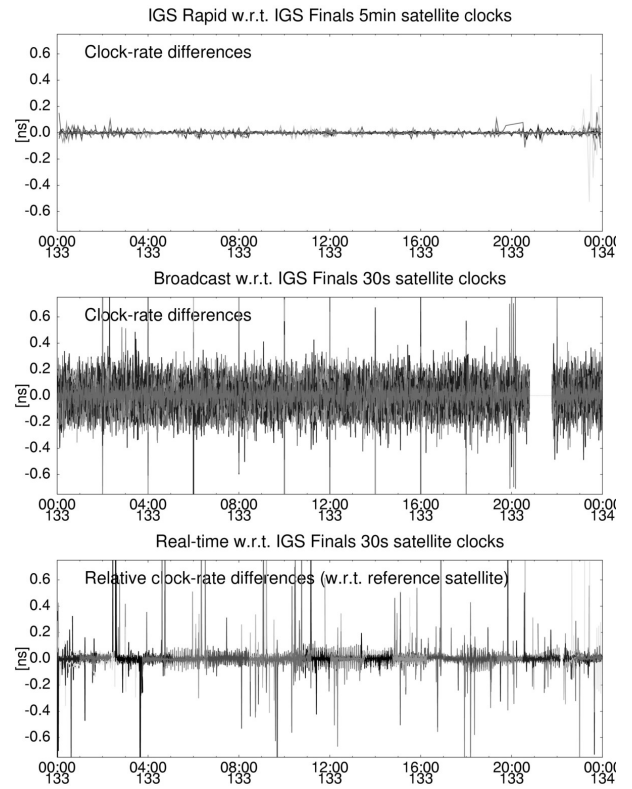 IGS Rapid w.r.t. IGS Finals 5min satellite clocks
Clock-rate differences
[ns]
0.6
0.4
0.2
0.0
-0.2
-0.4
-0.6
00:00 04:00 08:00 12:00 16:00 20:00 00:00
133 133 133 133 133 133 134
Broadcast w.r.t. IGS Finals 30s satellite clocks
Clock-rate differences
[ns]
0.6
0.4
0.2
0.0
-0.2
-0.4
-0.6
00:00 04:00 08:00 12:00 16:00 20:00 00:00
133 133 133 133 133 133 134
Real-time w.r.t. IGS Finals 30s satellite clocks
Relative clock-rate differences (w.r.t. reference satellite)
[ns]
0.6
0.4
0.2
0.0
-0.2
-0.4
-0.6
00:00 04:00 08:00 12:00 16:00 20:00 00:00
133 133 133 133 133 133 134